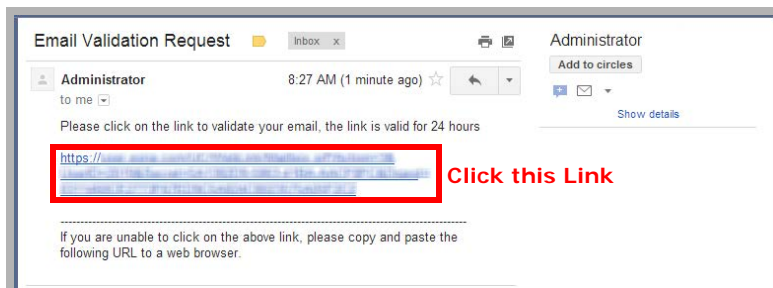 Email Validation Request
Inbox x
Administrator
8:27 AM (1 minute ago)
to me
Please click on the link to validate your email, the link is valid for 24 hours
https://
Click this Link
--------------------------------------------------------------------------------
If you are unable to click on the above link, please copy and paste the
following URL to a web browser.
Administrator
Add to circles
Show details